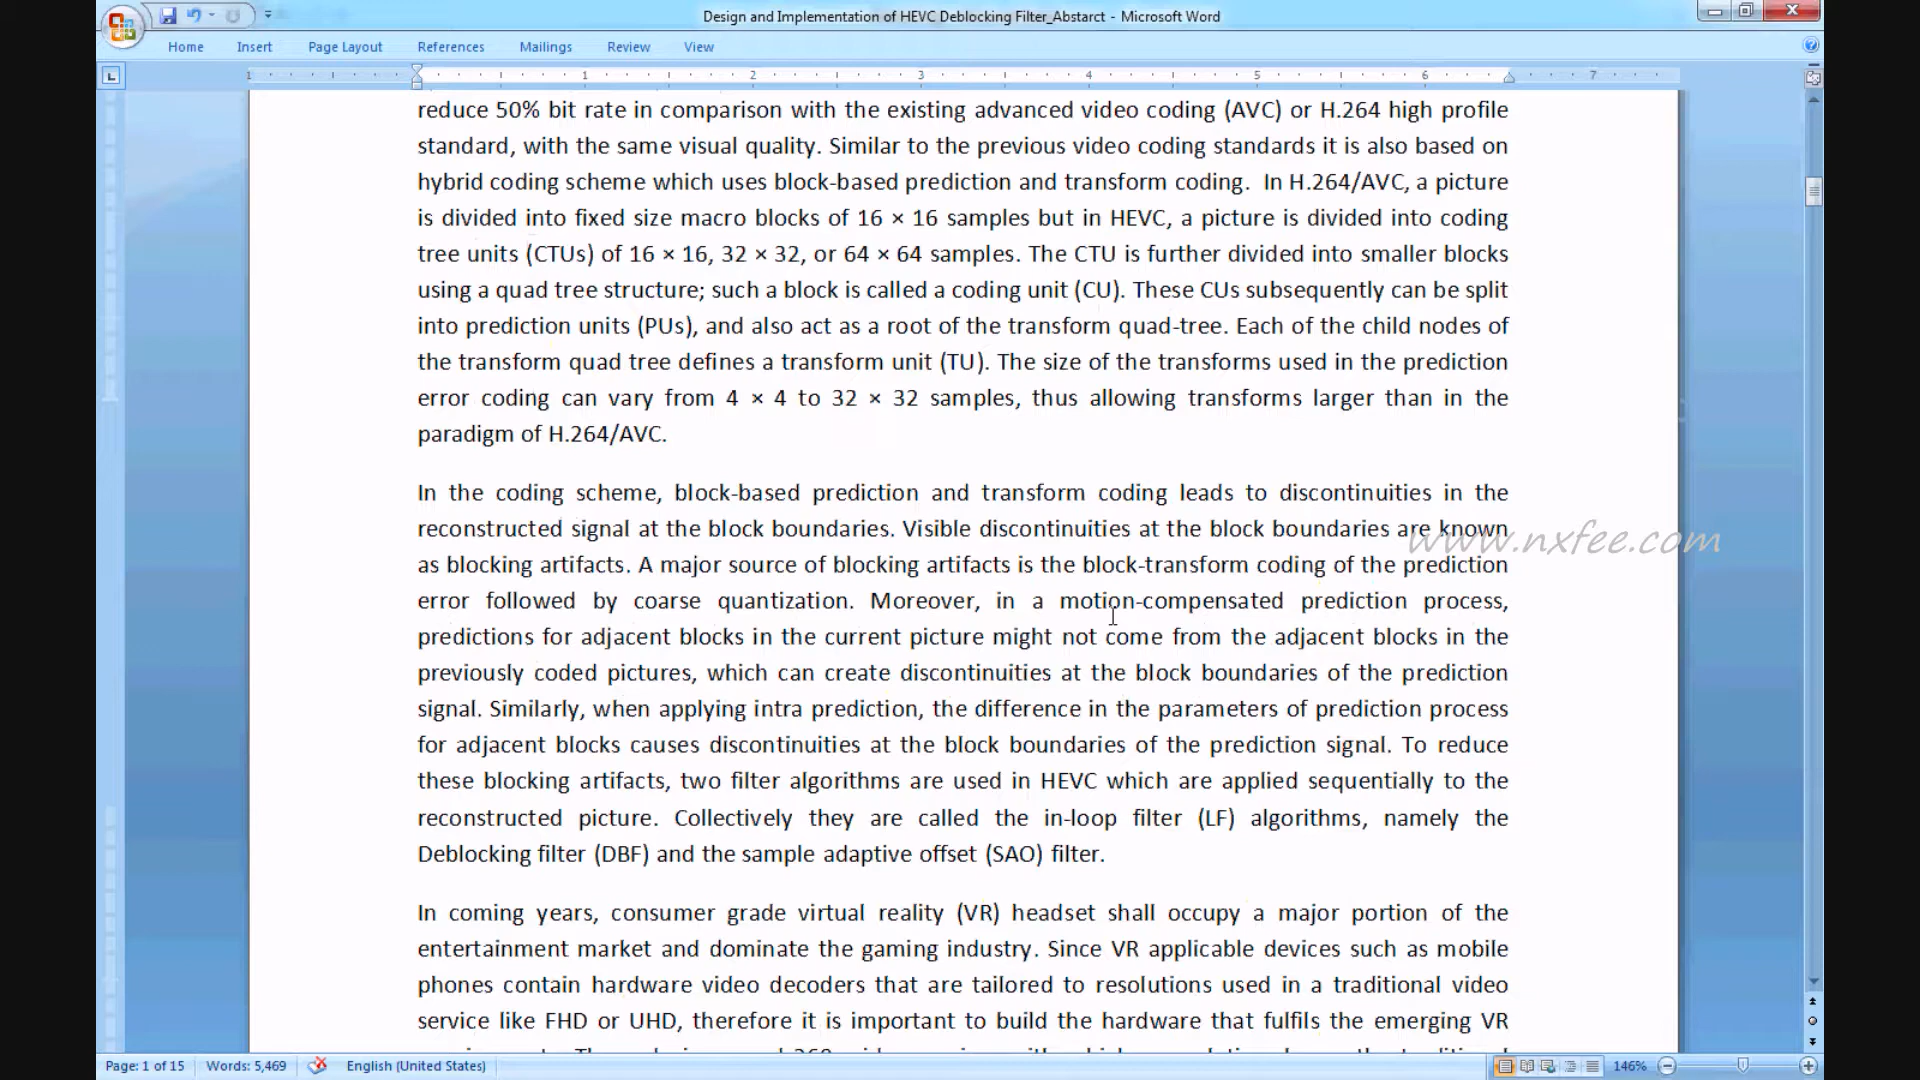 Design and Implementation of HEVC Deblocking Filter_Abstarct - Microsoft Word
Home Insert Page Layout References Mailings Review View
1 1 2 3 4 5 6 7
reduce 50% bit rate in comparison with the existing advanced video coding (AVC) or H.264 high profile
standard, with the same visual quality. Similar to the previous video coding standards it is also based on
hybrid coding scheme which uses block-based prediction and transform coding. In H.264/AVC, a picture
is divided into fixed size macro blocks of 16 × 16 samples but in HEVC, a picture is divided into coding
tree units (CTUs) of 16 × 16, 32 × 32, or 64 × 64 samples. The CTU is further divided into smaller blocks
using a quad tree structure; such a block is called a coding unit (CU). These CUs subsequently can be split
into prediction units (PUs), and also act as a root of the transform quad-tree. Each of the child nodes of
the transform quad tree defines a transform unit (TU). The size of the transforms used in the prediction
error coding can vary from 4 × 4 to 32 × 32 samples, thus allowing transforms larger than in the
paradigm of H.264/AVC.
In the coding scheme, block-based prediction and transform coding leads to discontinuities in the
reconstructed signal at the block boundaries. Visible discontinuities at the block boundaries are known
www.nxfee.com
as blocking artifacts. A major source of blocking artifacts is the block-transform coding of the prediction
error followed by coarse quantization. Moreover, in a motion-compensated prediction process,
predictions for adjacent blocks in the current picture might not come from the adjacent blocks in the
previously coded pictures, which can create discontinuities at the block boundaries of the prediction
signal. Similarly, when applying intra prediction, the difference in the parameters of prediction process
for adjacent blocks causes discontinuities at the block boundaries of the prediction signal. To reduce
these blocking artifacts, two filter algorithms are used in HEVC which are applied sequentially to the
reconstructed picture. Collectively they are called the in-loop filter (LF) algorithms, namely the
Deblocking filter (DBF) and the sample adaptive offset (SAO) filter.
In coming years, consumer grade virtual reality (VR) headset shall occupy a major portion of the
entertainment market and dominate the gaming industry. Since VR applicable devices such as mobile
phones contain hardware video decoders that are tailored to resolutions used in a traditional video
service like FHD or UHD, therefore it is important to build the hardware that fulfils the emerging VR
Page: 1 of 15 Words: 5,469 English (United States) 146%